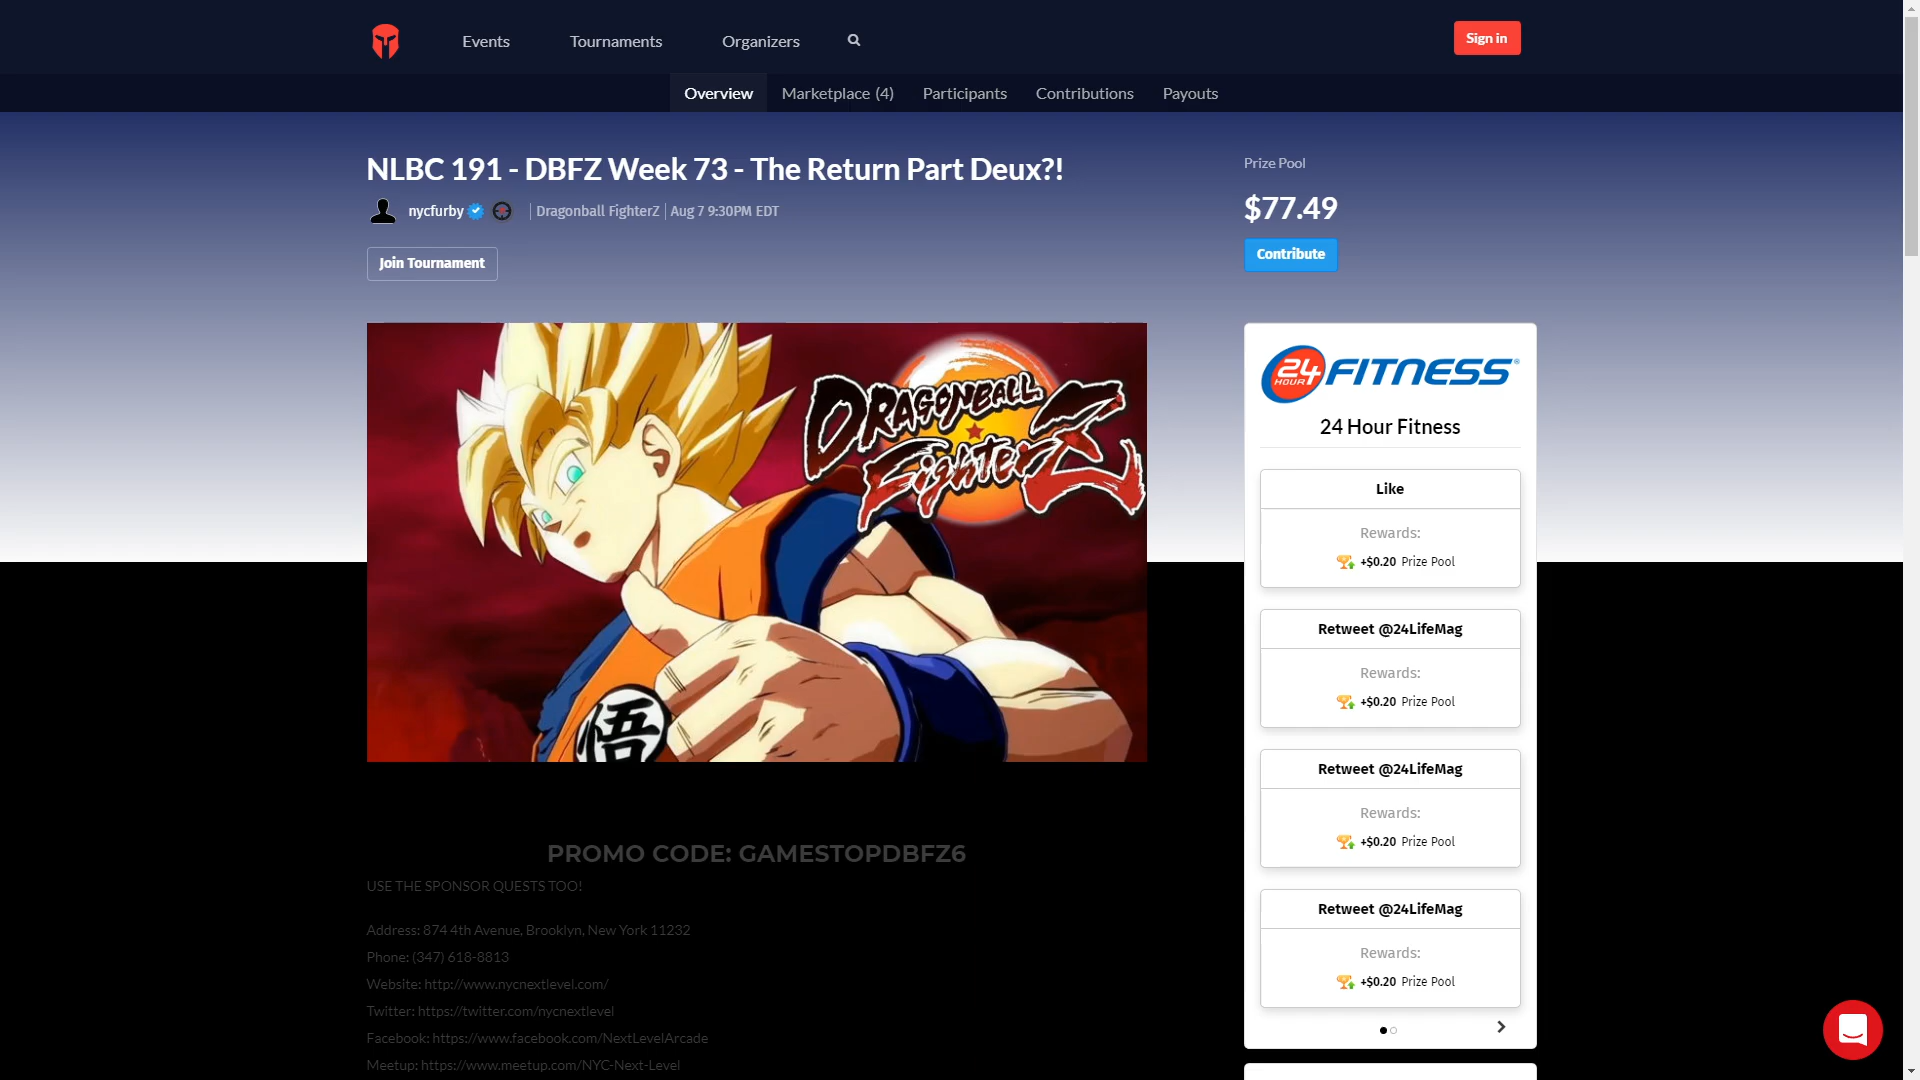 Events
Tournaments
Organizers
Sign in
Overview
Marketplace (4)
Participants
Contributions
Payouts
NLBC 191 - DBFZ Week 73 - The Return Part Deux?!
nycfurby
Dragonball FighterZ
Aug 7 9:30PM EDT
Join Tournament
Prize Pool
$77.49
Contribute
DRAGONBALL
FighterZ
悟
24
HOUR
FITNESS®
24 Hour Fitness
Like
Rewards:
+$0.20 Prize Pool
Retweet @24LifeMag
Rewards:
+$0.20 Prize Pool
Retweet @24LifeMag
Rewards:
+$0.20 Prize Pool
Retweet @24LifeMag
Rewards:
+$0.20 Prize Pool
PROMO CODE: GAMESTOPDBFZ6
USE THE SPONSOR QUESTS TOO!
Address: 874 4th Avenue, Brooklyn, New York 11232
Phone: (347) 618-8813
Website: http://www.nycnextlevel.com/
Twitter: https://twitter.com/nycnextlevel
Facebook: https://www.facebook.com/NextLevelArcade
Meetup: https://www.meetup.com/NYC-Next-Level